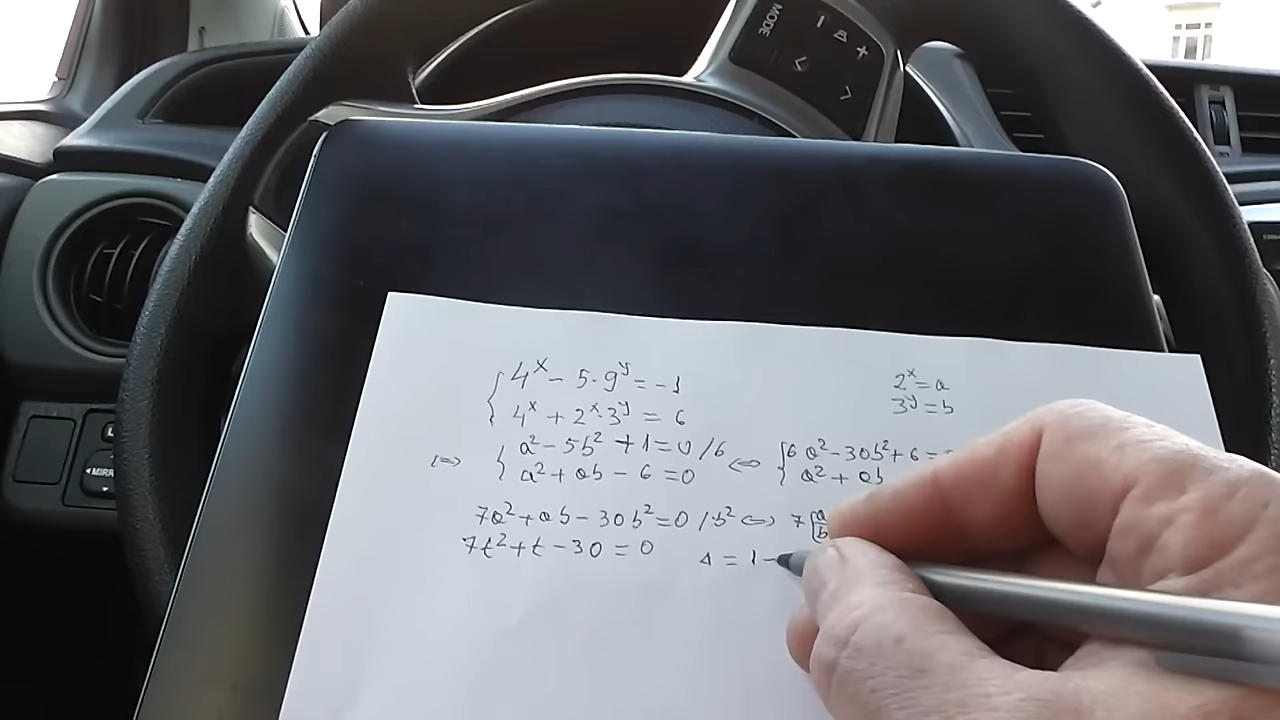 MODE
MIRR
4^x - 5·9^y = -1
4^x + 2^x 3^y = 6
2^x = a
3^y = b
⇔ { a² - 5b² + 1 = 0 /6 ⇔ { 6a² - 30b² + 6 =
a² + ab - 6 = 0 a² + ab
7a² + ab - 30b² = 0 /:b² ⇔ 7
7t² + t - 30 = 0 Δ = 1 -